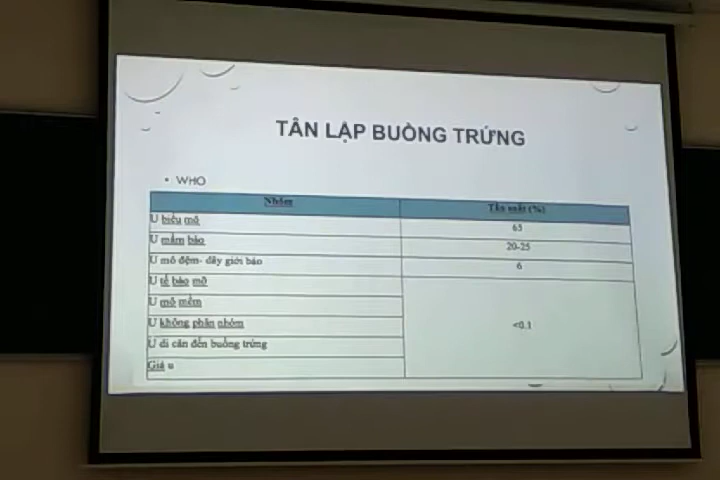 TÂN LẬP BUỒNG TRỨNG
• WHO
Nhóm Tần suất (%)
U biểu mô 65
U mầm bào 20-25
U mô đệm- dây giới bào 6
U tế bào mỡ
U mô mềm
U không phân nhóm <0.1
U di căn đến buồng trứng
Giả u